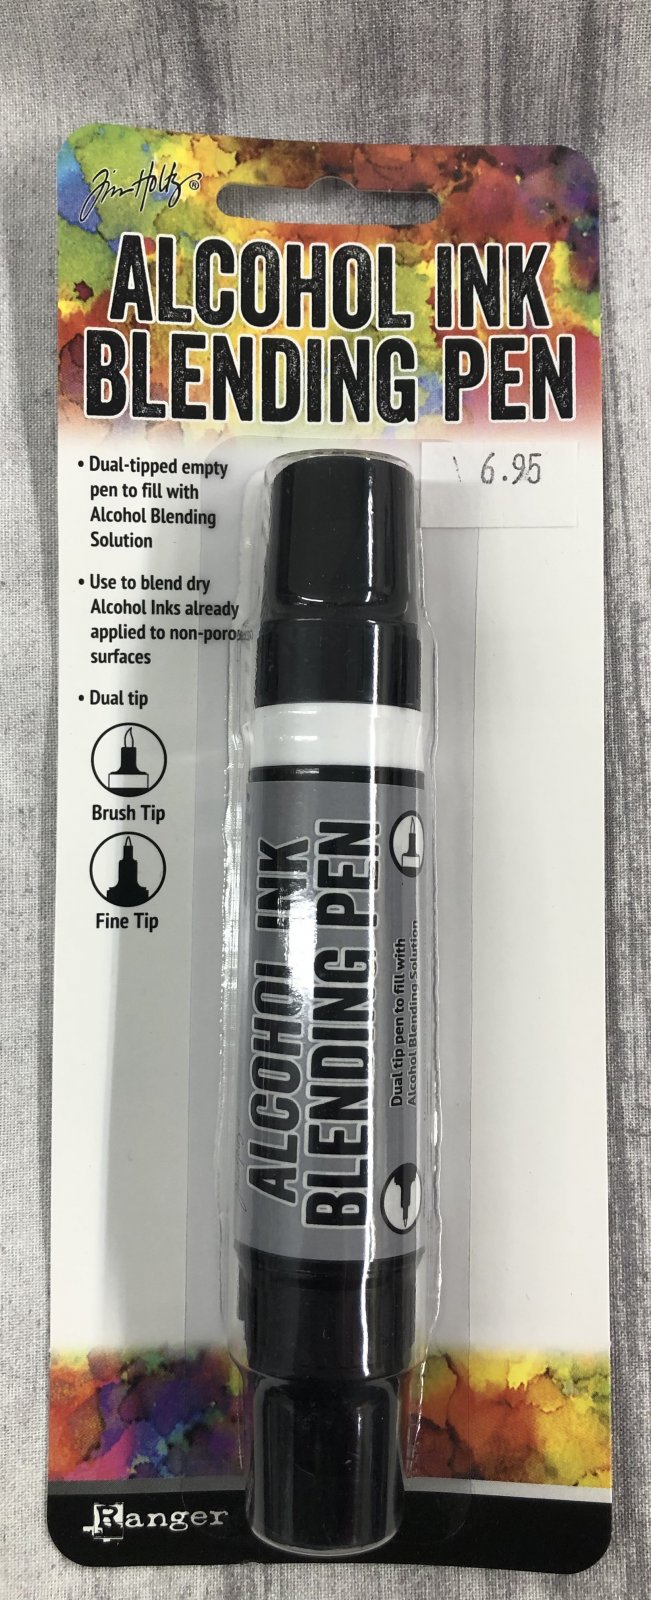 Tim Holtz®
ALCOHOL INK
BLENDING PEN
6.95
• Dual-tipped empty
pen to fill with
Alcohol Blending
Solution
• Use to blend dry
Alcohol Inks already
applied to non-porous
surfaces
• Dual tip
Brush Tip
Fine Tip
ALCOHOL INK
BLENDING PEN
Dual tip pen to fill with
Alcohol Blending Solution
Ranger